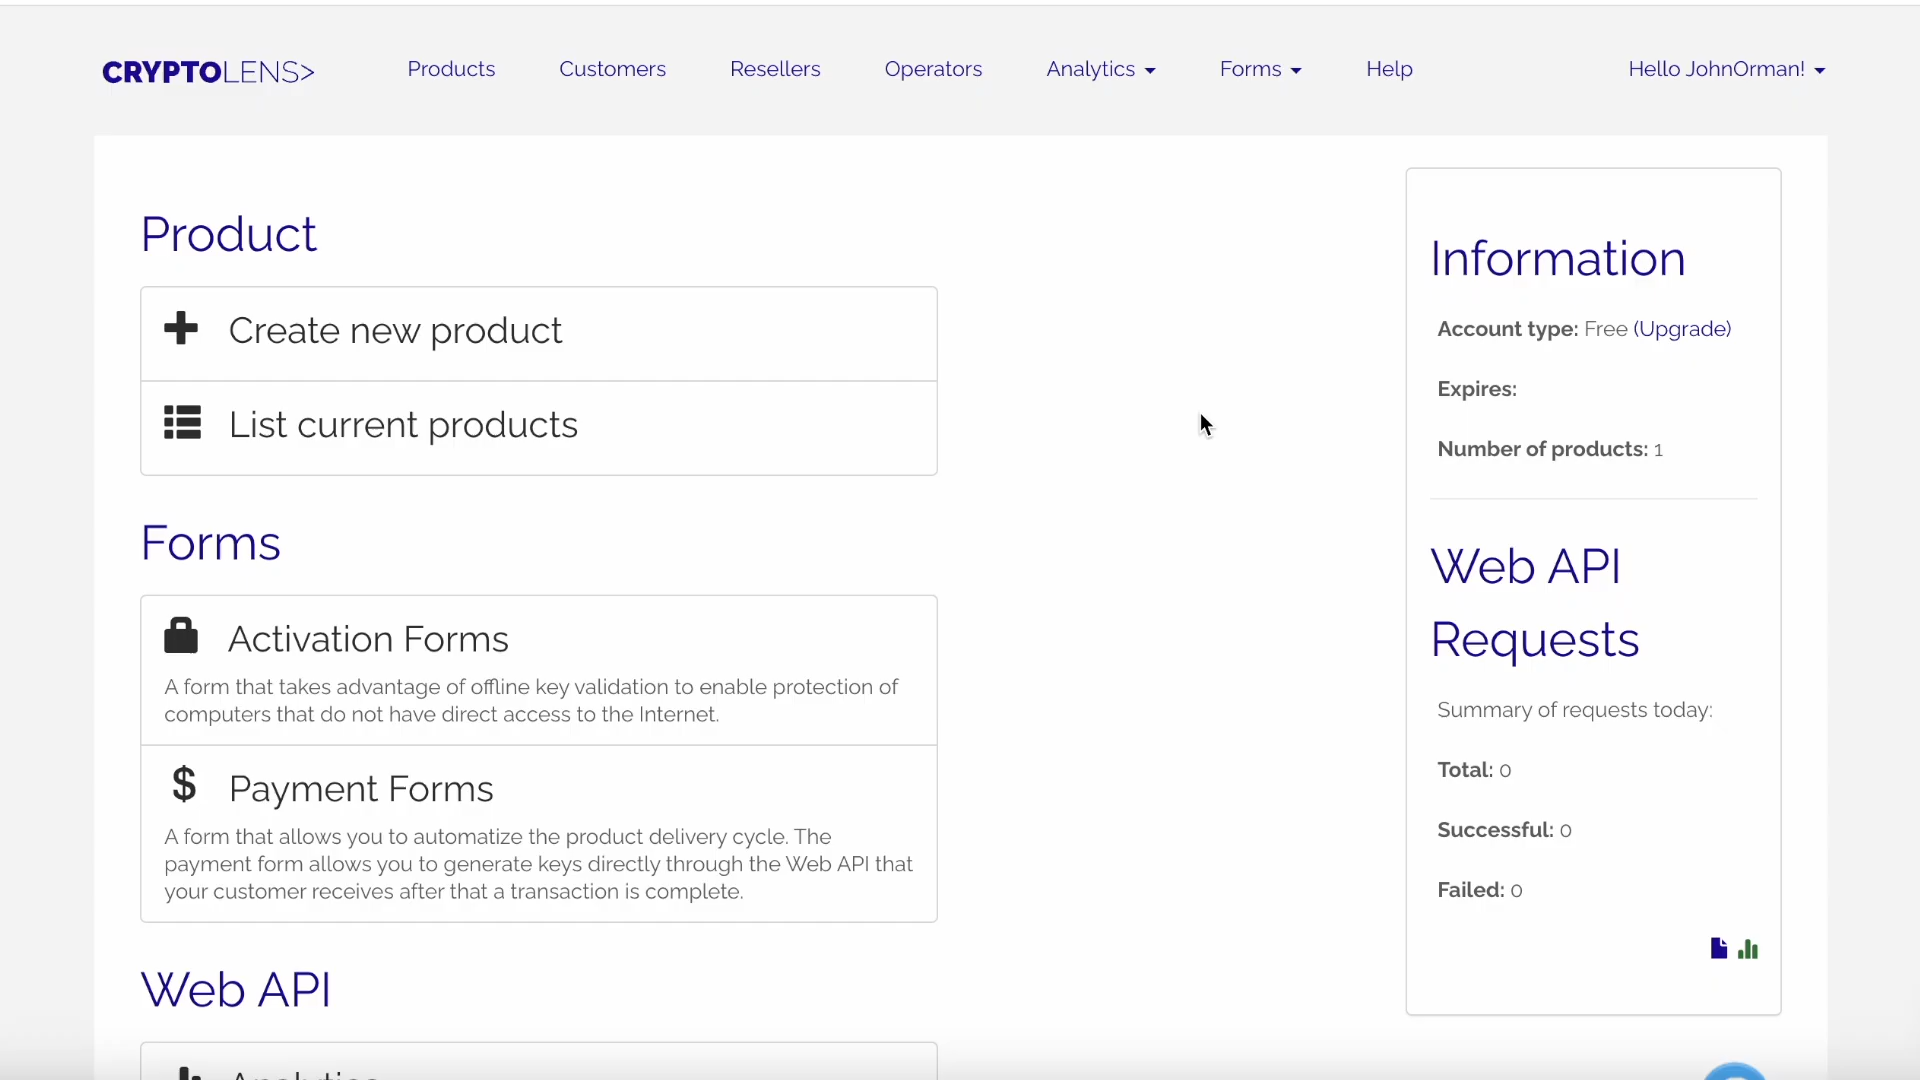 CRYPTOLENS> Products Customers Resellers Operators Analytics Forms Help Hello JohnOrman!
Product
Create new product
List current products
Forms
Activation Forms
A form that takes advantage of offline key validation to enable protection of
computers that do not have direct access to the Internet.
$ Payment Forms
A form that allows you to automatize the product delivery cycle. The
payment form allows you to generate keys directly through the Web API that
your customer receives after that a transaction is complete.
Web API
Analytics
Information
Account type: Free (Upgrade)
Expires:
Number of products: 1
Web API
Requests
Summary of requests today:
Total: 0
Successful: 0
Failed: 0